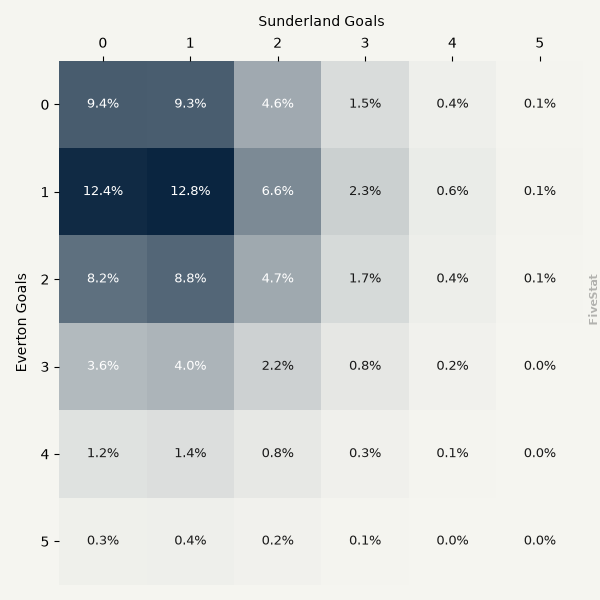 Sunderland Goals
0 1 2 3 4 5
0 9.4% 9.3% 4.6% 1.5% 0.4% 0.1%
1 12.4% 12.8% 6.6% 2.3% 0.6% 0.1%
2 8.2% 8.8% 4.7% 1.7% 0.4% 0.1%
3 3.6% 4.0% 2.2% 0.8% 0.2% 0.0%
4 1.2% 1.4% 0.8% 0.3% 0.1% 0.0%
5 0.3% 0.4% 0.2% 0.1% 0.0% 0.0%
Everton Goals
FiveStat